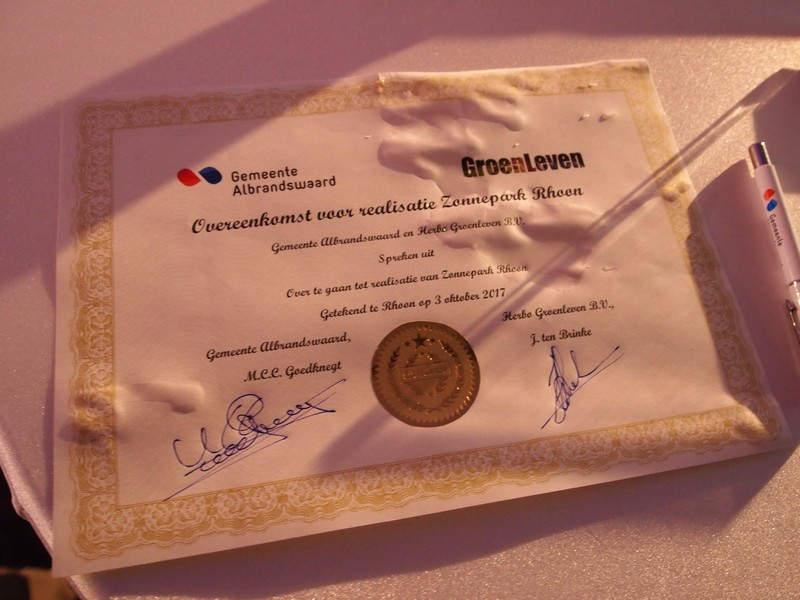 Gemeente
Albrandswaard
GroenLeven
Overeenkomst voor realisatie Zonnepark Rhoon
Gemeente Albrandswaard en Herbo Groenleven B.V.
Spreken uit
Over te gaan tot realisatie van Zonnepark Rhoon
Getekend te Rhoon op 3 oktober 2017
Gemeente Albrandswaard,
M.C.C. Goedknegt
Herbo Groenleven B.V.,
J. ten Brinke
Gemeente